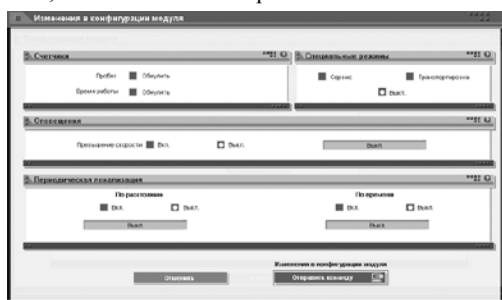 Изменения в конфигурации модуля
Счетчики
Специальные режимы
Пробег
Обнулить
Сервис
Транспортировка
Время работы
Обнулить
Выкл.
Оповещения
Превышение скорости
Вкл.
Выкл.
Выкл
Периодическая локализация
По расстоянию
По времени
Вкл.
Выкл.
Вкл.
Выкл.
Выкл
Выкл
Изменения в конфигурации модуля
Отменить
Отправить команду